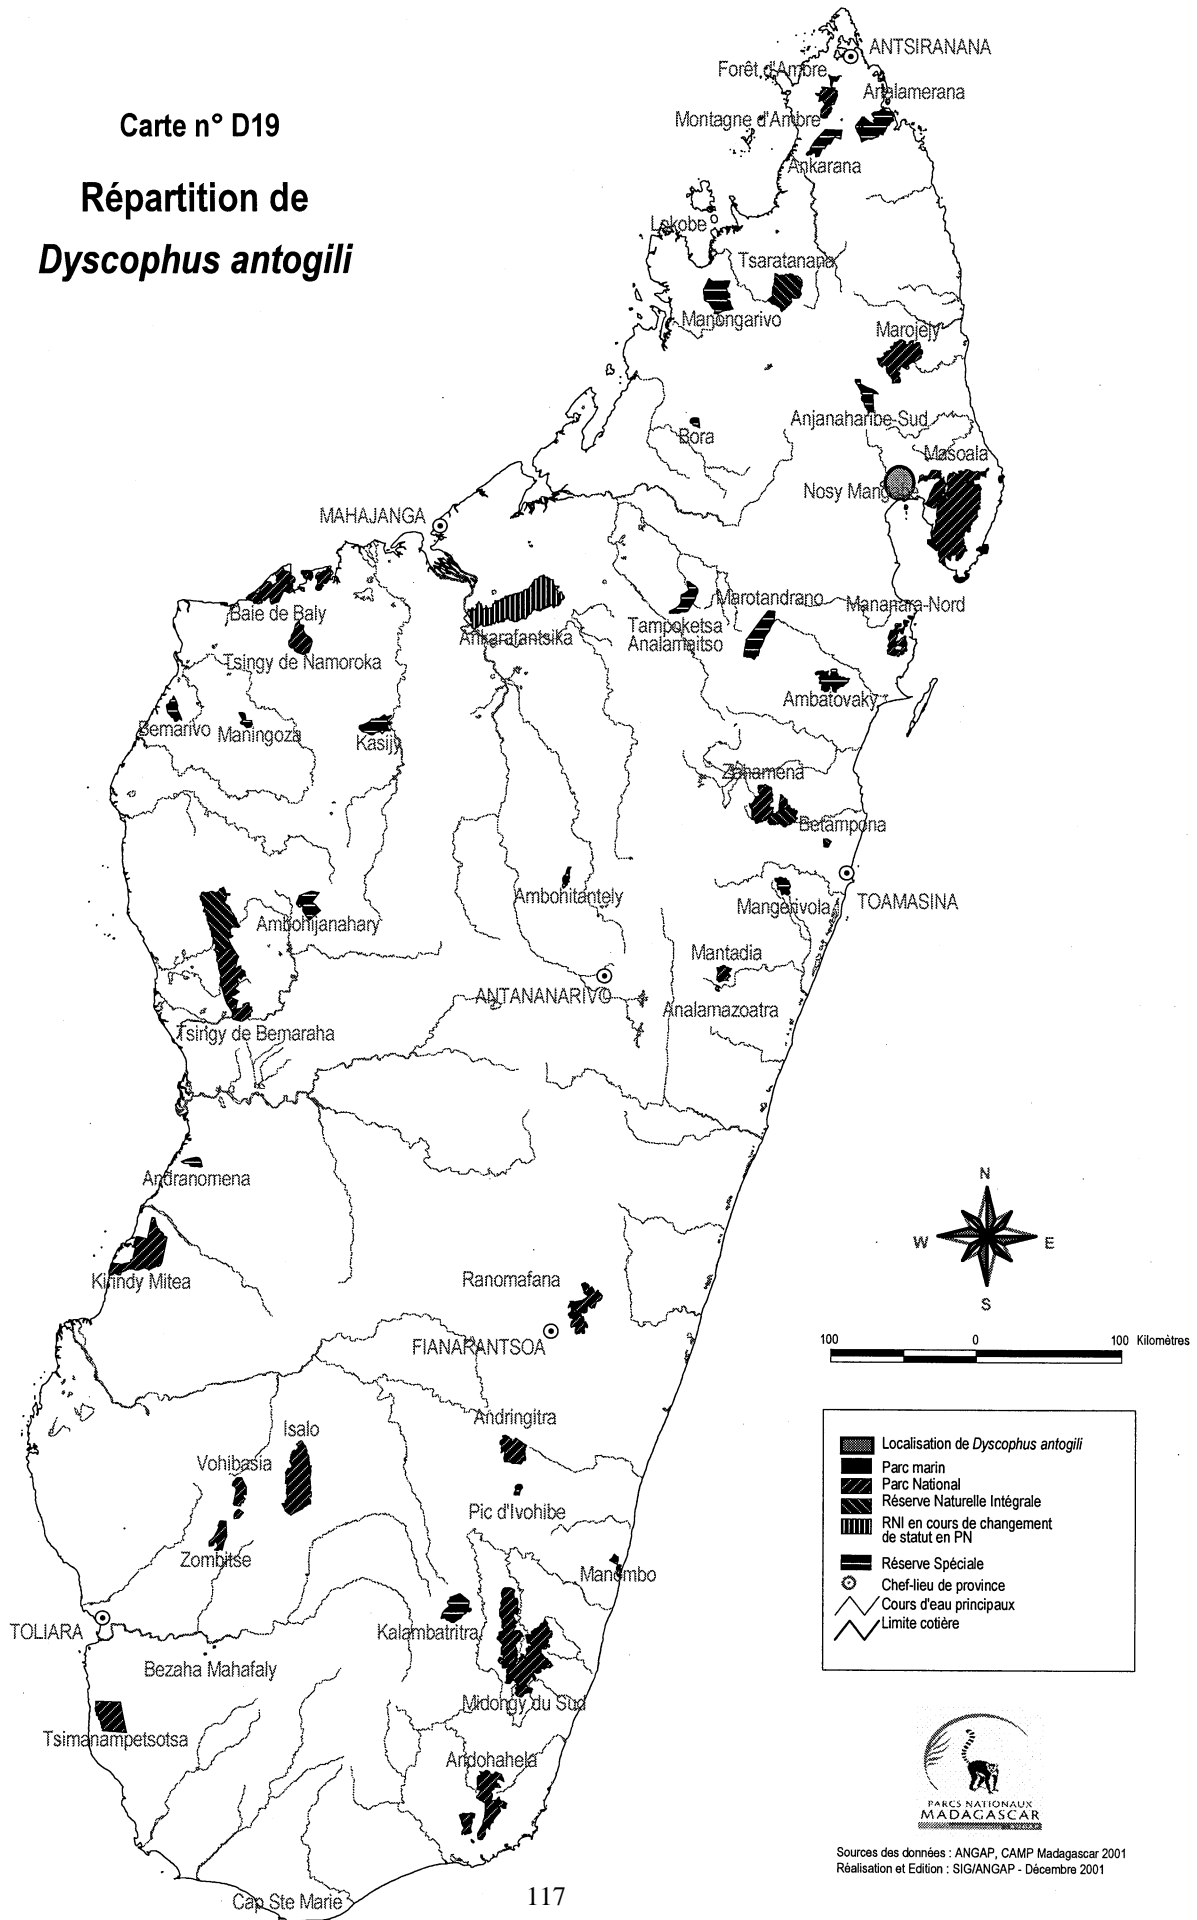 Carte n° D19
Répartition de
Dyscophus antogili
ANTSIRANANA
Forêt d'Ambre
Analamerana
Montagne d'Ambre
Ankarana
Lokobe
Tsaratanana
Manongarivo
Marojejy
Anjanaharibe-Sud
Bora
Masoala
Nosy Mangabe
MAHAJANGA
Baie de Baly
Ankarafantsika
Marotandrano
Mananara-Nord
Tampoketsa
Analamaitso
Tsingy de Namoroka
Ambatovaky
Bemarivo
Maningoza
Kasijy
Zahamena
Betampona
Ambohitantely
Mangerivola
TOAMASINA
Ambohijanahary
Mantadia
ANTANANARIVO
Analamazoatra
Tsingy de Bemaraha
Andranomena
N
W
E
S
Kirindy Mitea
Ranomafana
FIANARANTSOA
100
0
100 Kilomètres
Andringitra
Isalo
Vohibasia
Pic d'Ivohibe
Zombitse
Manombo
TOLIARA
Kalambatritra
Bezaha Mahafaly
Midongy du Sud
Tsimanampetsotsa
Andohahela
Cap Ste Marie
Localisation de Dyscophus antogili
Parc marin
Parc National
Réserve Naturelle Intégrale
RNI en cours de changement
de statut en PN
Réserve Spéciale
Chef-lieu de province
Cours d'eau principaux
Limite cotière
PARCS NATIONAUX
MADAGASCAR
Sources des données : ANGAP, CAMP Madagascar 2001
Réalisation et Edition : SIG/ANGAP - Décembre 2001
117